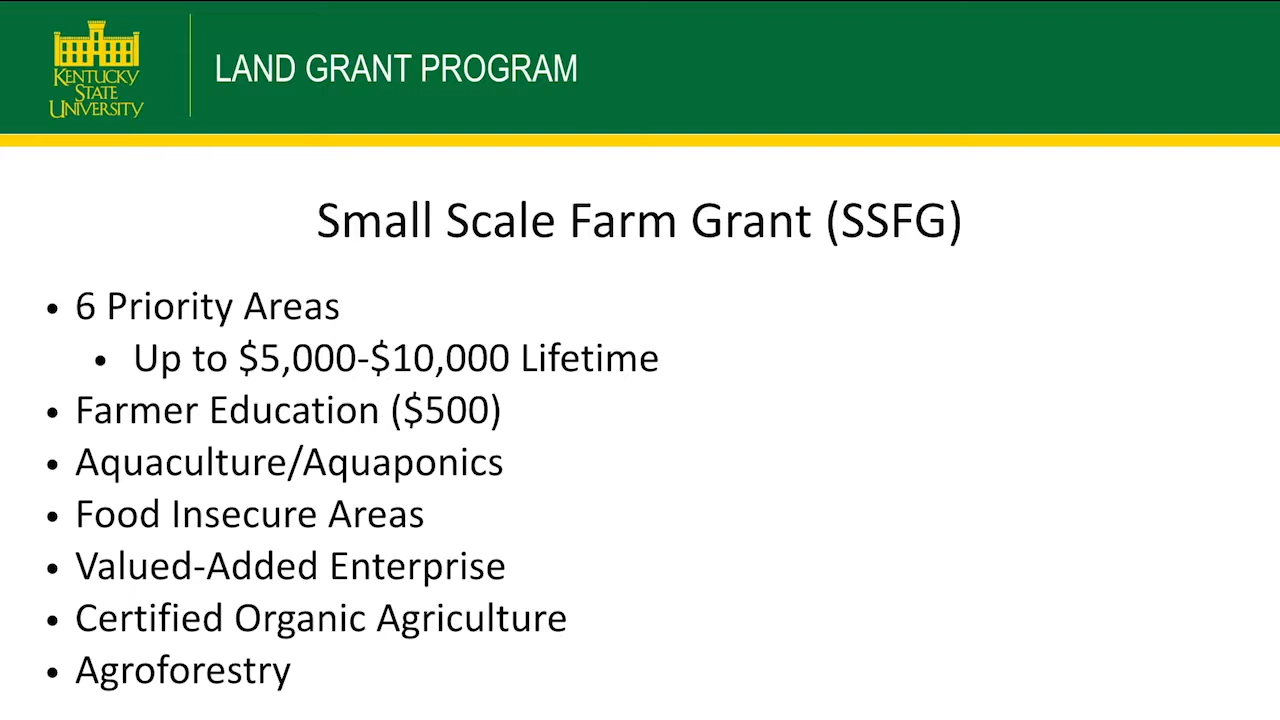 KENTUCKY
STATE
UNIVERSITY
LAND GRANT PROGRAM
Small Scale Farm Grant (SSFG)
• 6 Priority Areas
• Up to $5,000-$10,000 Lifetime
• Farmer Education ($500)
• Aquaculture/Aquaponics
• Food Insecure Areas
• Valued-Added Enterprise
• Certified Organic Agriculture
• Agroforestry